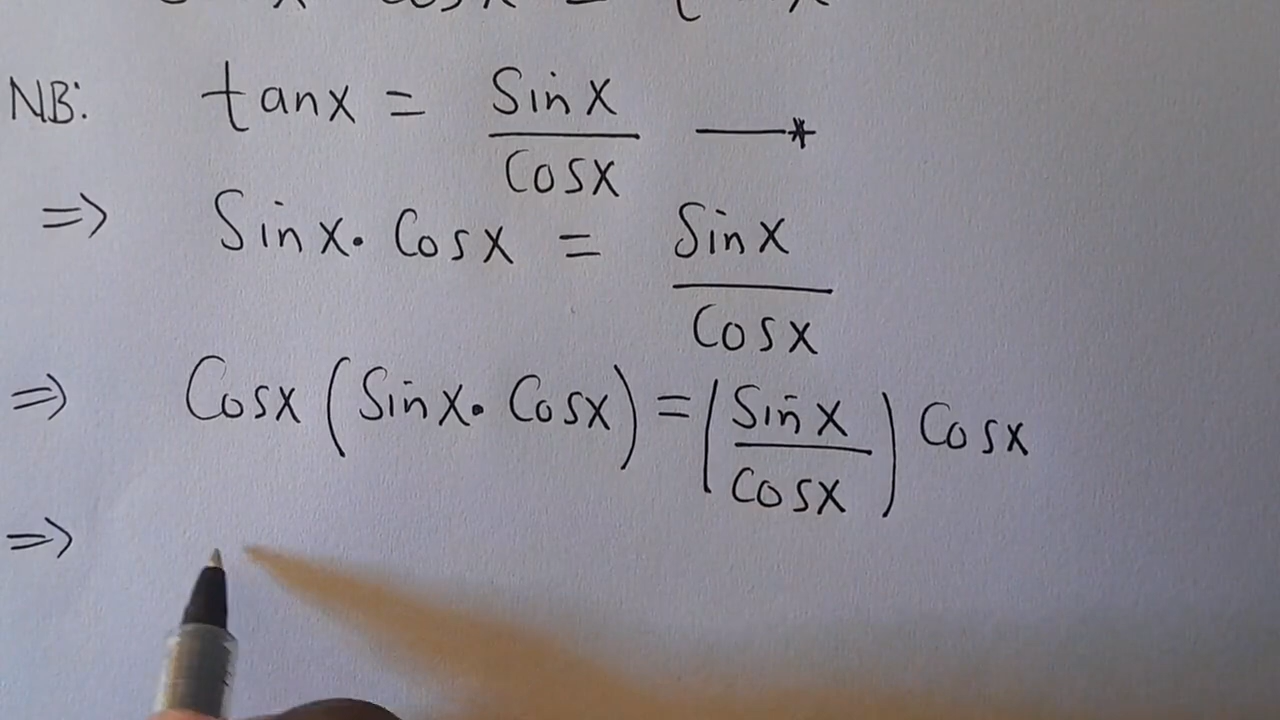 NB: tanx = Sinx / Cosx —*
=> Sinx. Cosx = Sinx / Cosx
=> Cosx (Sinx. Cosx) = (Sinx / Cosx) Cosx
=>